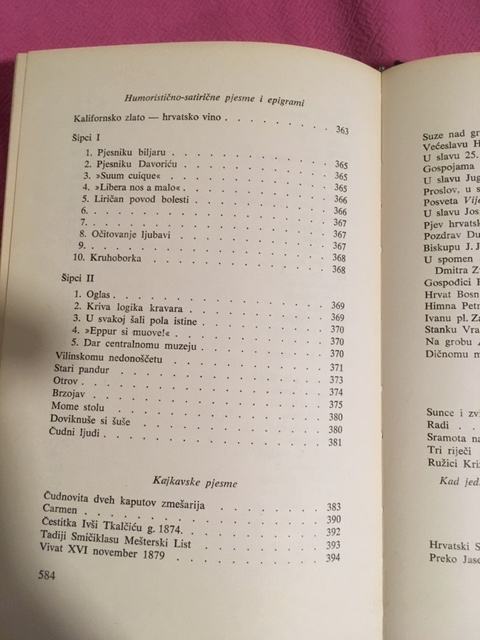 Humoristično-satirične pjesme i epigrami
Kalifornsko zlato — hrvatsko vino . . . . . . . 363
Šipci I
1. Pjesniku biljaru . . . . . . . . . . 365
2. Pjesniku Davoriću . . . . . . . . . 365
3. »Suum cuique« . . . . . . . . . . 365
4. »Libera nos a malo« . . . . . . . . 366
5. Liričan povod bolesti . . . . . . . . 366
6. . . . . . . . . . . . . . . 367
7. . . . . . . . . . . . . . . 367
8. Očitovanje ljubavi . . . . . . . . . 367
9. . . . . . . . . . . . . . . 368
10. Kruhoborka . . . . . . . . . . . 368
Šipci II
1. Oglas . . . . . . . . . . . . . 369
2. Kriva logika kravara . . . . . . . . 369
3. U svakoj šali pola istine . . . . . . . 370
4. »Eppur si muove!« . . . . . . . . . 370
5. Dar centralnomu muzeju . . . . . . . 370
Vilinskomu nedonoščetu . . . . . . . . . 371
Stari pandur . . . . . . . . . . . . 373
Otrov . . . . . . . . . . . . . . 374
Brzojav . . . . . . . . . . . . . 375
Mome stolu . . . . . . . . . . . . 380
Doviknuše si šuše . . . . . . . . . . 380
Čudni ljudi . . . . . . . . . . . . 381
Kajkavske pjesme
Čudnovita dveh kaputov zmešarija . . . . . . 383
Carmen . . . . . . . . . . . . . 390
Čestitka Ivši Tkalčiću g. 1874. . . . . . . . 392
Tadiji Smičiklasu Mešterski List . . . . . . . 393
Vivat XVI november 1879 . . . . . . . . . 394
584
Suze nad gr
Većeslavu H
U slavu 25.
Gospojama
U slavu Jug
Proslov, u sl
Posveta Vije
U slavu Jos
Pjev hrvatsk
Pozdrav Du
Biskupu J. J
U spomen
Dmitra Z
Gospođici
Hrvat Bosn
Himna Petr
Ivanu pl. Za
Stanku Vra
Na grobu
Dičnomu m
Sunce i zvi
Radi . .
Sramota na
Tri riječi
Ružici Kri
Kad jed
Hrvatski S
Preko Jaso